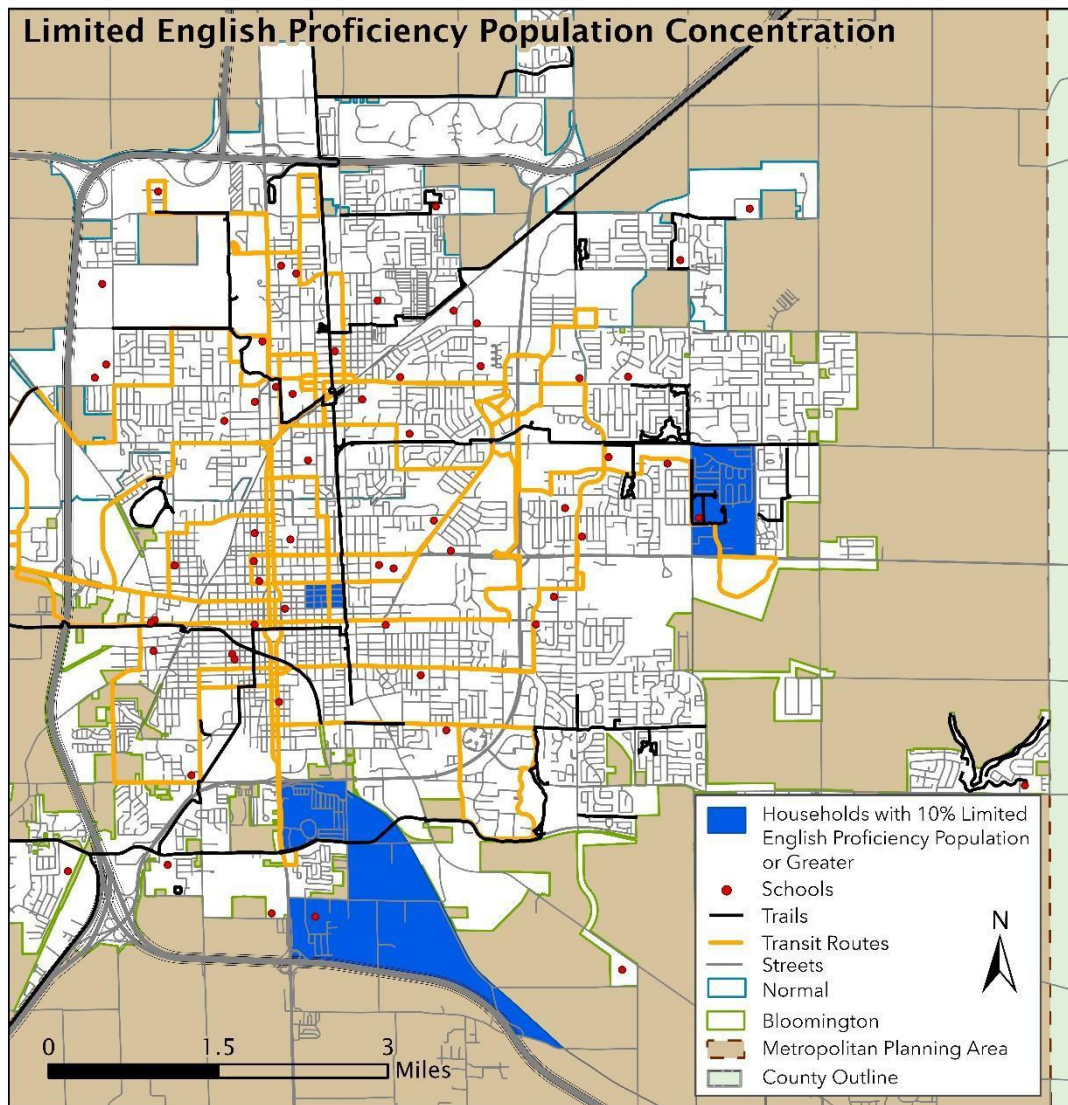 Limited English Proficiency Population Concentration
Households with 10% Limited
English Proficiency Population
or Greater
Schools
Trails
Transit Routes
Streets
Normal
Bloomington
Metropolitan Planning Area
County Outline
N
0 1.5 3
Miles